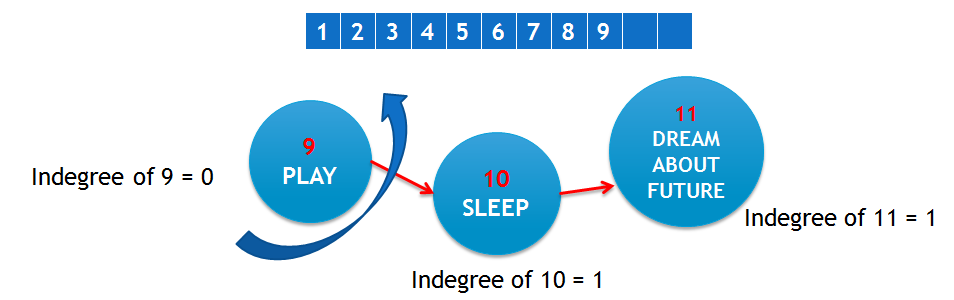 1 2 3 4 5 6 7 8 9
9
PLAY
10
SLEEP
11
DREAM
ABOUT
FUTURE
Indegree of 9 = 0
Indegree of 11 = 1
Indegree of 10 = 1